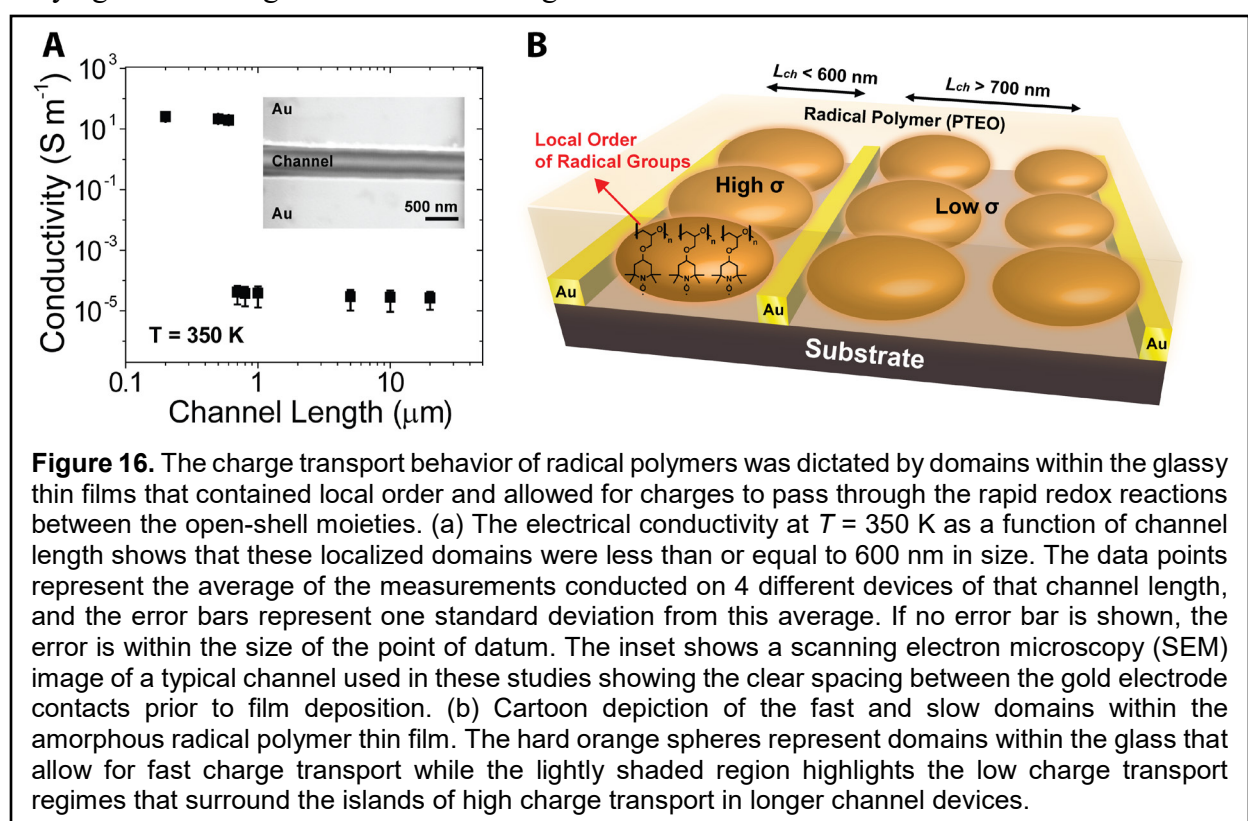 A
B
10³
10¹
10⁻¹
10⁻³
10⁻⁵
Conductivity (S m⁻¹)
Au
Channel
Au
500 nm
T = 350 K
0.1
1
10
Channel Length (μm)
L_ch < 600 nm
L_ch > 700 nm
Radical Polymer (PTEO)
Local Order
of Radical Groups
High σ
Low σ
Au
Au
Au
Substrate
Figure 16. The charge transport behavior of radical polymers was dictated by domains within the glassy
thin films that contained local order and allowed for charges to pass through the rapid redox reactions
between the open-shell moieties. (a) The electrical conductivity at T = 350 K as a function of channel
length shows that these localized domains were less than or equal to 600 nm in size. The data points
represent the average of the measurements conducted on 4 different devices of that channel length,
and the error bars represent one standard deviation from this average. If no error bar is shown, the
error is within the size of the point of datum. The inset shows a scanning electron microscopy (SEM)
image of a typical channel used in these studies showing the clear spacing between the gold electrode
contacts prior to film deposition. (b) Cartoon depiction of the fast and slow domains within the
amorphous radical polymer thin film. The hard orange spheres represent domains within the glass that
allow for fast charge transport while the lightly shaded region highlights the low charge transport
regimes that surround the islands of high charge transport in longer channel devices.